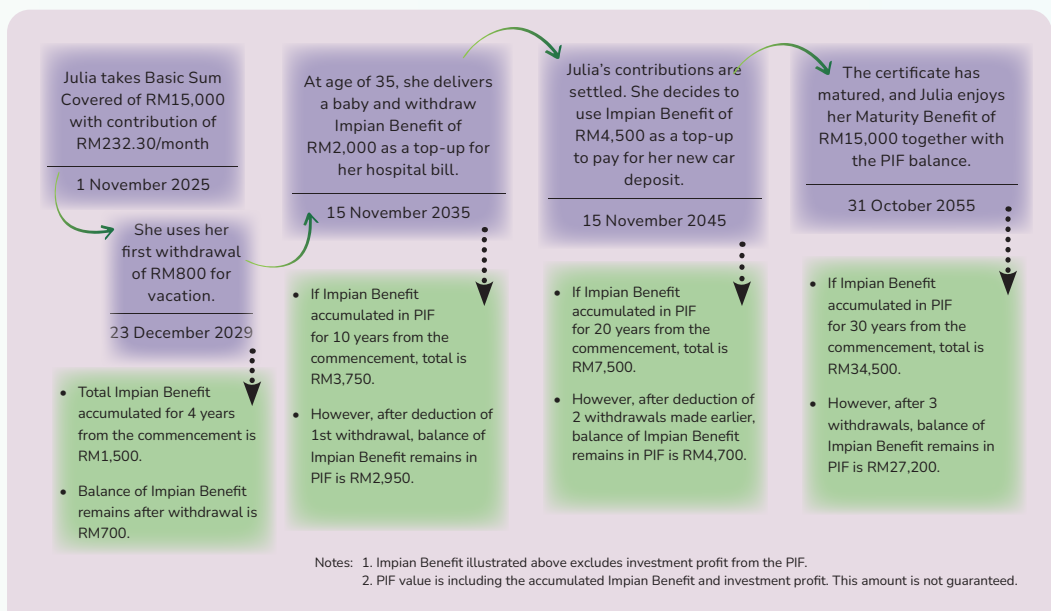 Julia takes Basic Sum
Covered of RM15,000
with contribution of
RM232.30/month
1 November 2025
She uses her
first withdrawal
of RM800 for
vacation.
23 December 2029
• Total Impian Benefit
accumulated for 4 years
from the commencement is
RM1,500.
• Balance of Impian Benefit
remains after withdrawal is
RM700.
At age of 35, she delivers
a baby and withdraw
Impian Benefit of
RM2,000 as a top-up for
her hospital bill.
15 November 2035
• If Impian Benefit
accumulated in PIF
for 10 years from the
commencement, total is
RM3,750.
• However, after deduction of
1st withdrawal, balance of
Impian Benefit remains in
PIF is RM2,950.
Julia's contributions are
settled. She decides to
use Impian Benefit of
RM4,500 as a top-up
to pay for her new car
deposit.
15 November 2045
• If Impian Benefit
accumulated in PIF
for 20 years from the
commencement, total is
RM7,500.
• However, after deduction of
2 withdrawals made earlier,
balance of Impian Benefit
remains in PIF is RM4,700.
The certificate has
matured, and Julia enjoys
her Maturity Benefit of
RM15,000 together with
the PIF balance.
31 October 2055
• If Impian Benefit
accumulated in PIF
for 30 years from the
commencement, total is
RM34,500.
• However, after 3
withdrawals, balance of
Impian Benefit remains in
PIF is RM27,200.
Notes: 1. Impian Benefit illustrated above excludes investment profit from the PIF.
2. PIF value is including the accumulated Impian Benefit and investment profit. This amount is not guaranteed.